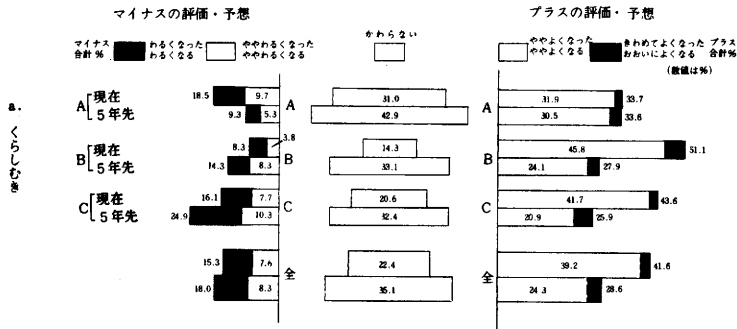 マイナスの評価・予想
プラスの評価・予想
マイナス合計%
わるくなった
わるくなる
ややわるくなった
ややわるくなる
かわらない
ややよくなった
ややよくなる
きわめてよくなった
おおいによくなる
プラス合計%
(数値は%)
a. くらしむき
A 現在 18.5 9.7 A 31.0 A 31.9 33.7
5年先 9.3 5.3 42.9 30.5 33.6
B 現在 8.3 3.8 B 14.3 B 45.8 51.1
5年先 14.3 8.3 33.1 24.1 27.9
C 現在 16.1 7.7 C 20.6 C 41.7 43.6
5年先 24.9 10.3 32.4 20.9 25.9
15.3 7.6 全 22.4 全 39.2 41.6
18.0 8.3 35.1 24.3 28.6